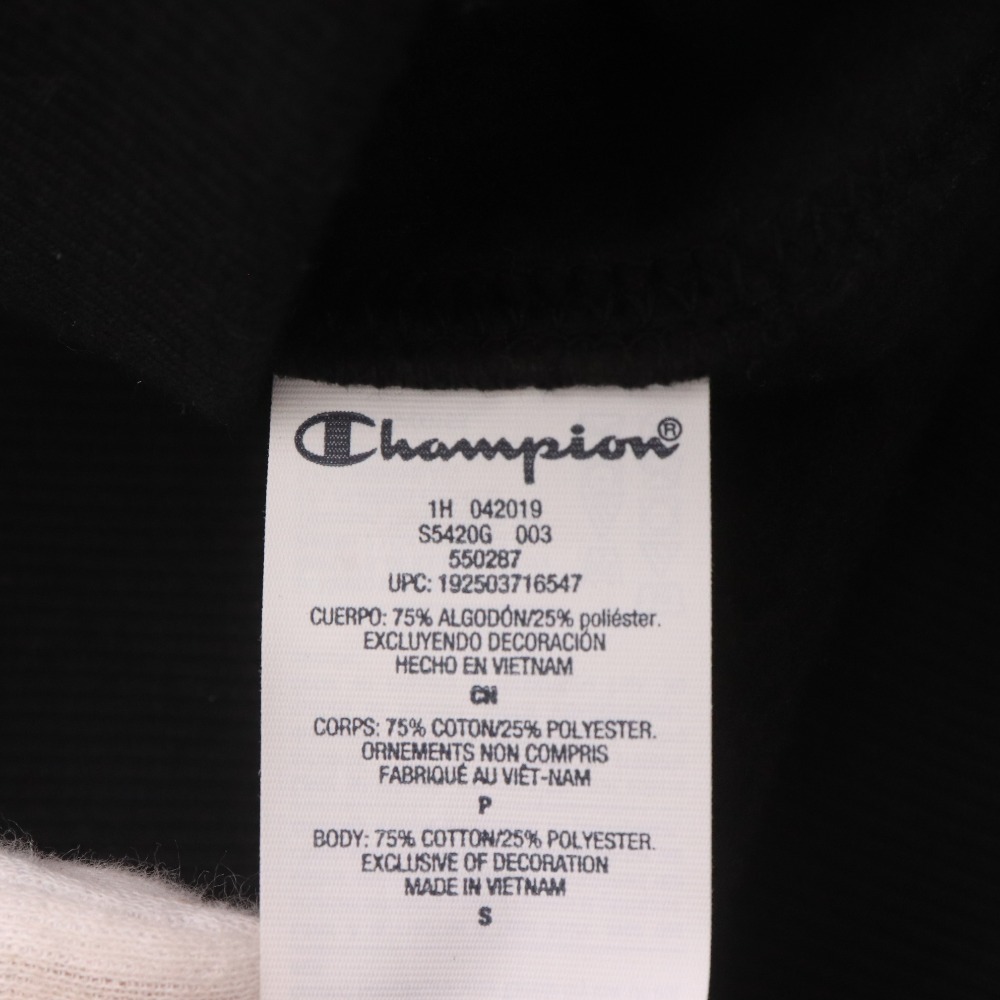 Champion®
1H 042019
S5420G 003
550287
UPC: 192503716547
CUERPO: 75% ALGODÓN/25% poliéster.
EXCLUYENDO DECORACIÓN
HECHO EN VIETNAM
CH
CORPS: 75% COTON/25% POLYESTER.
ORNEMENTS NON COMPRIS
FABRIQUÉ AU VIÊT-NAM
P
BODY: 75% COTTON/25% POLYESTER.
EXCLUSIVE OF DECORATION
MADE IN VIETNAM
S